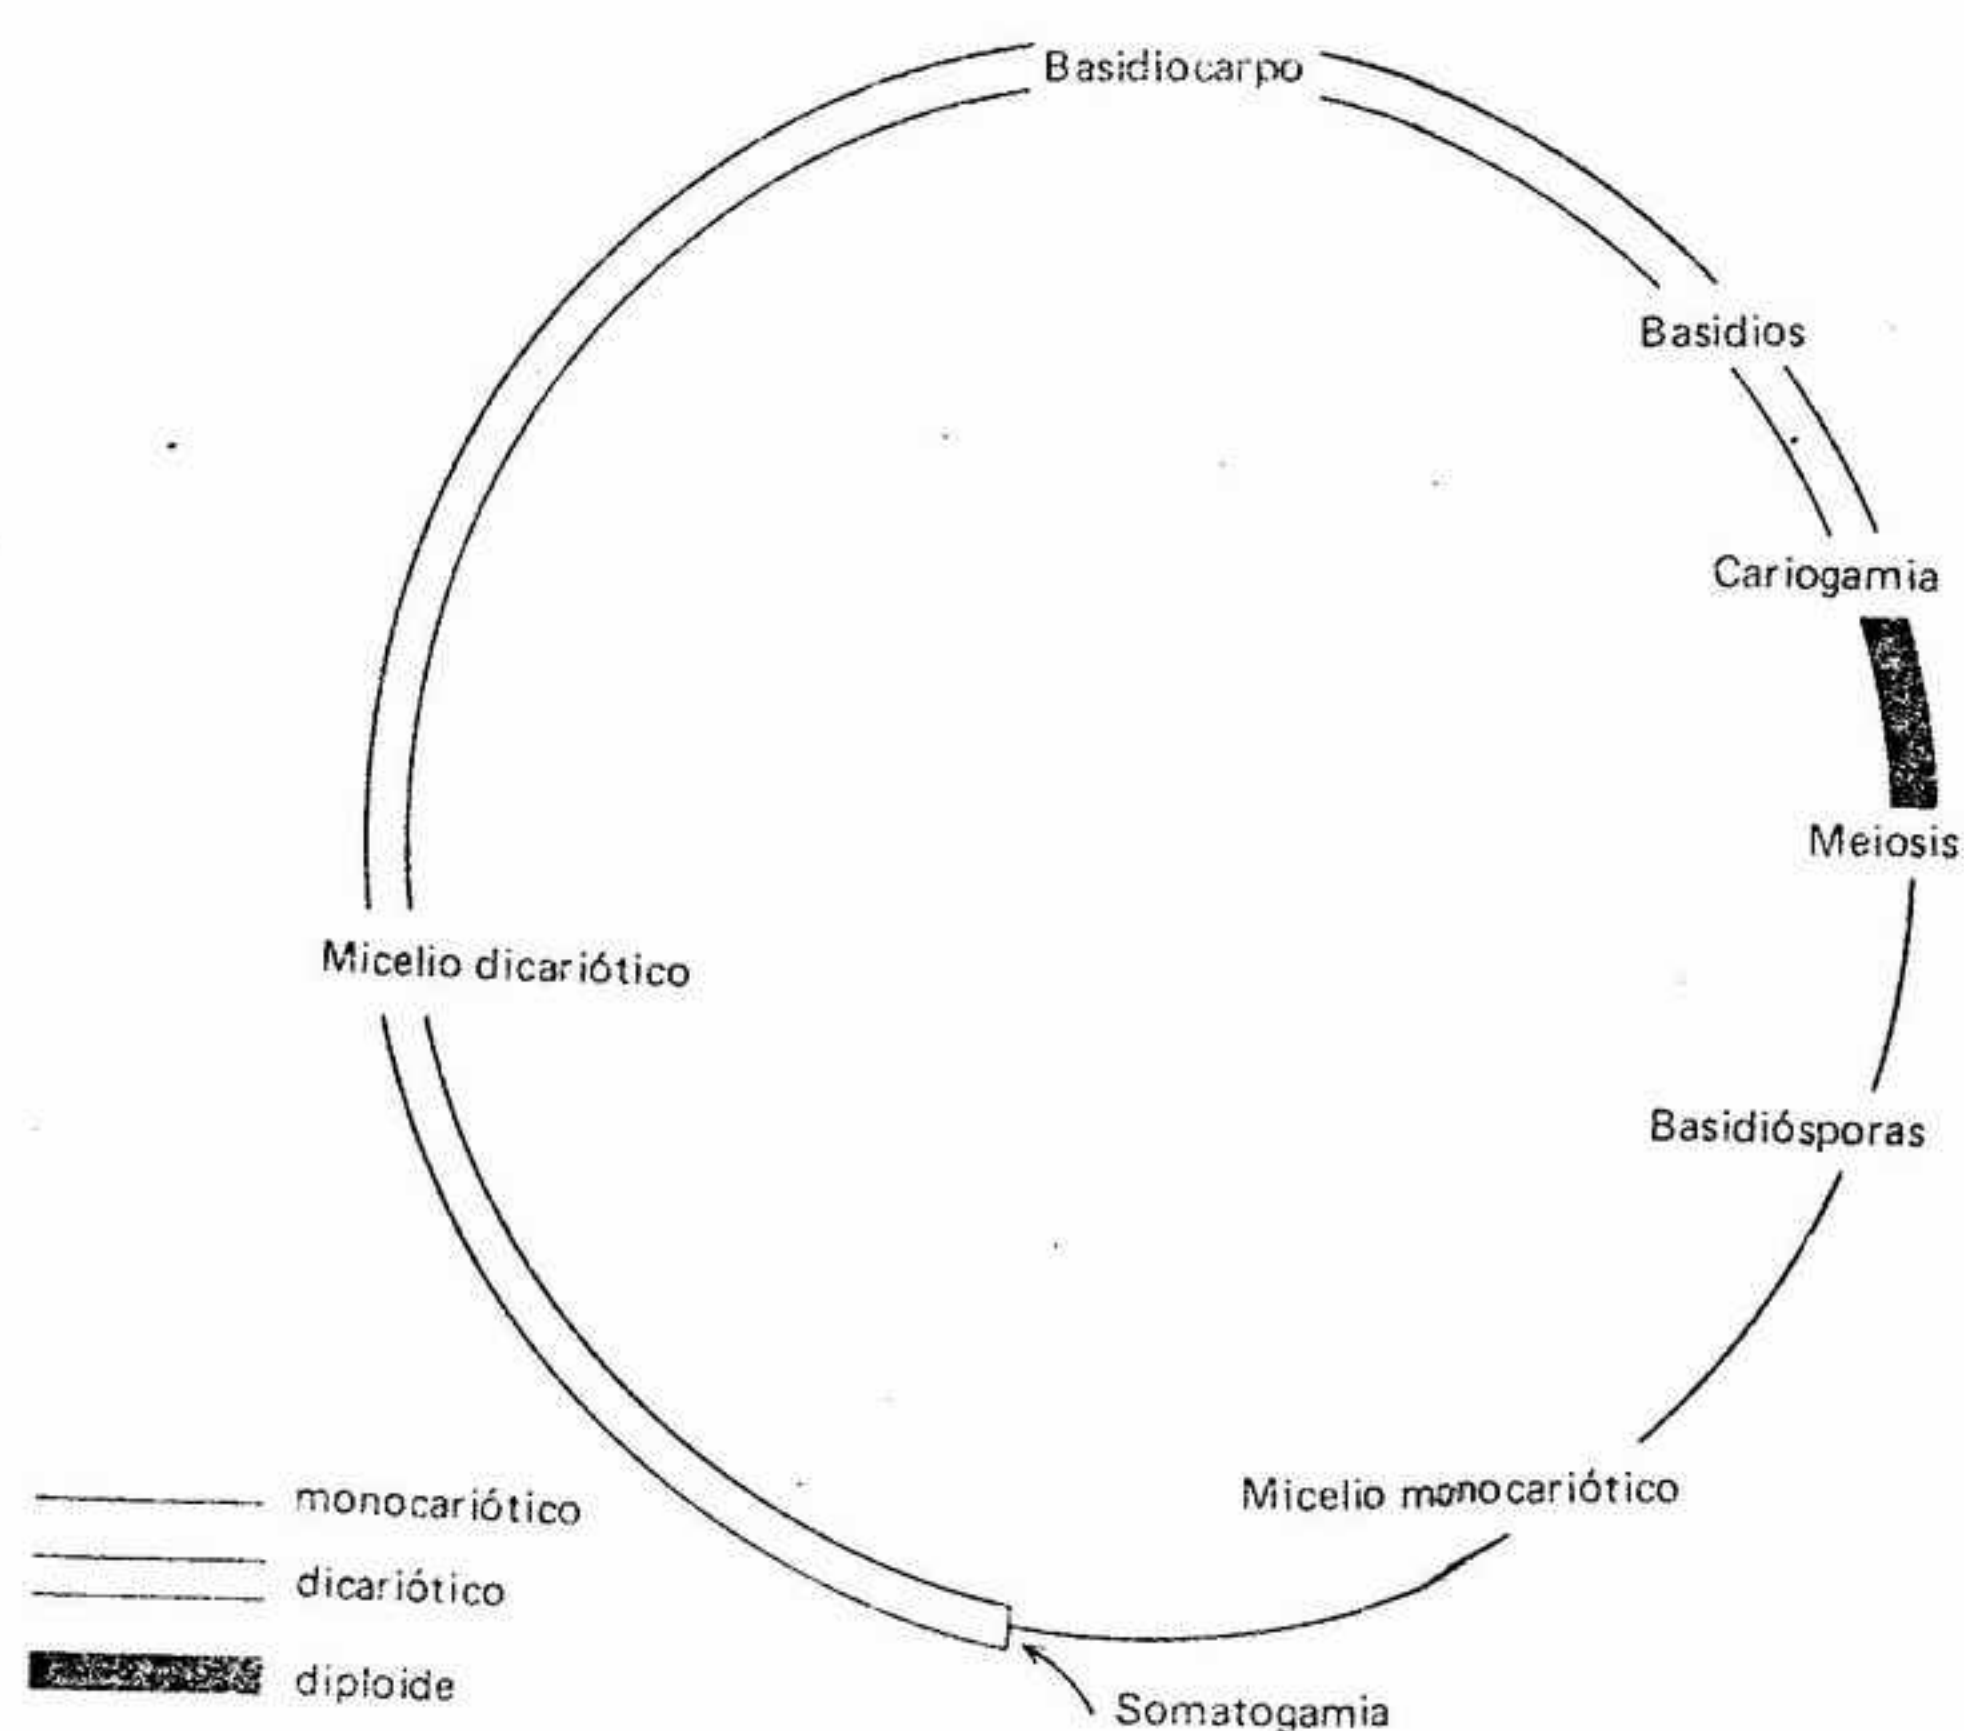 Basidiocarpo
Basidios
Cariogamia
Meiosis
Micelio dicariótico
Basidiósporas
Micelio monocariótico
monocariótico
dicariótico
diploide
Somatogamia